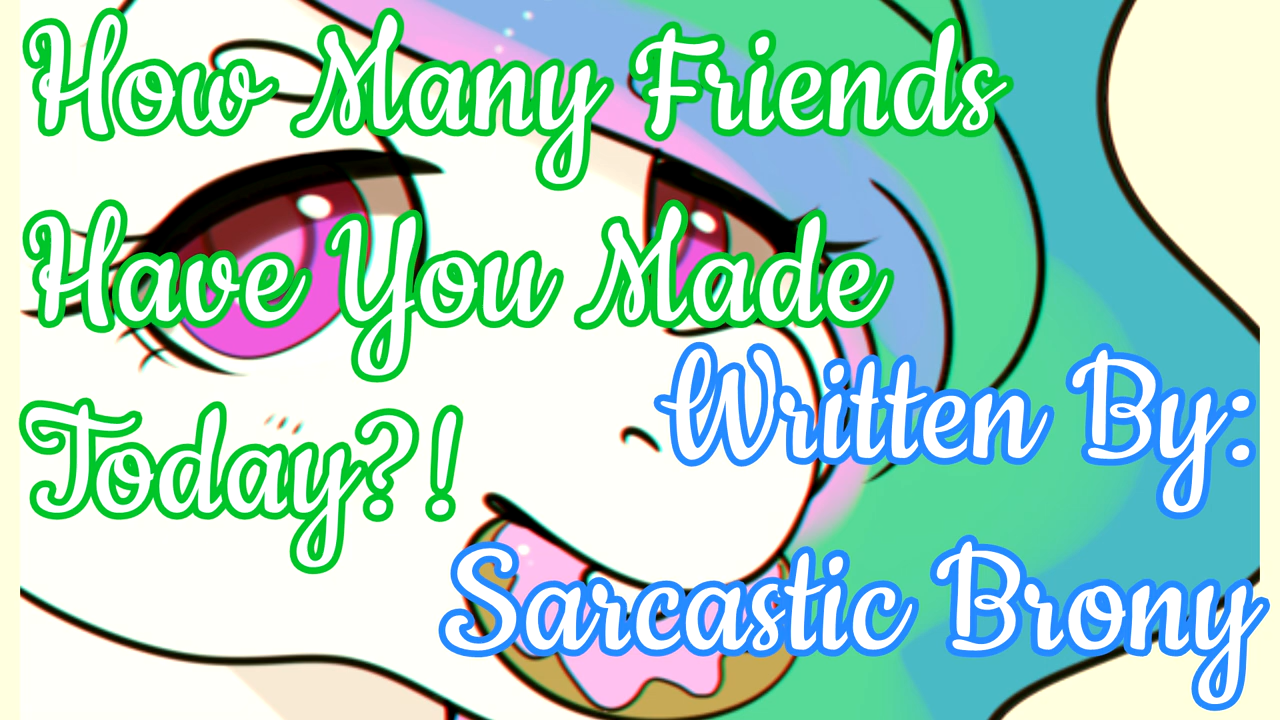 How Many Friends
Have You Made
Today?!
Written By:
Sarcastic Brony